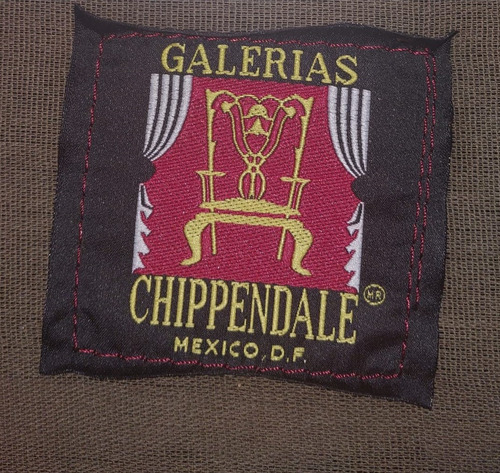 GALERIAS
CHIPPENDALE MR
MEXICO, D.F.